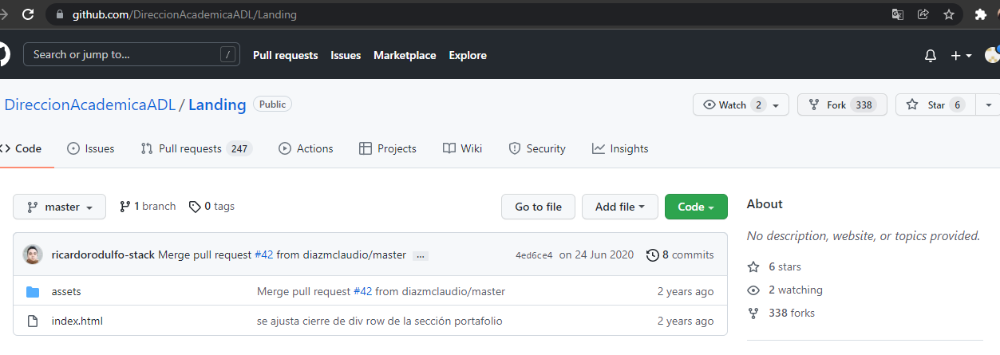 github.com/DireccionAcademicaADL/Landing
Search or jump to... / Pull requests Issues Marketplace Explore
DireccionAcademicaADL / Landing Public Watch 2 Fork 338 Star 6
Code Issues Pull requests 247 Actions Projects Wiki Security Insights
master 1 branch 0 tags Go to file Add file Code
ricardorodulfo-stack Merge pull request #42 from diazmclaudio/master ... 4ed6ce4 on 24 Jun 2020 8 commits
assets Merge pull request #42 from diazmclaudio/master 2 years ago
index.html se ajusta cierre de div row de la sección portafolio 2 years ago
About
No description, website, or topics provided.
6 stars
2 watching
338 forks